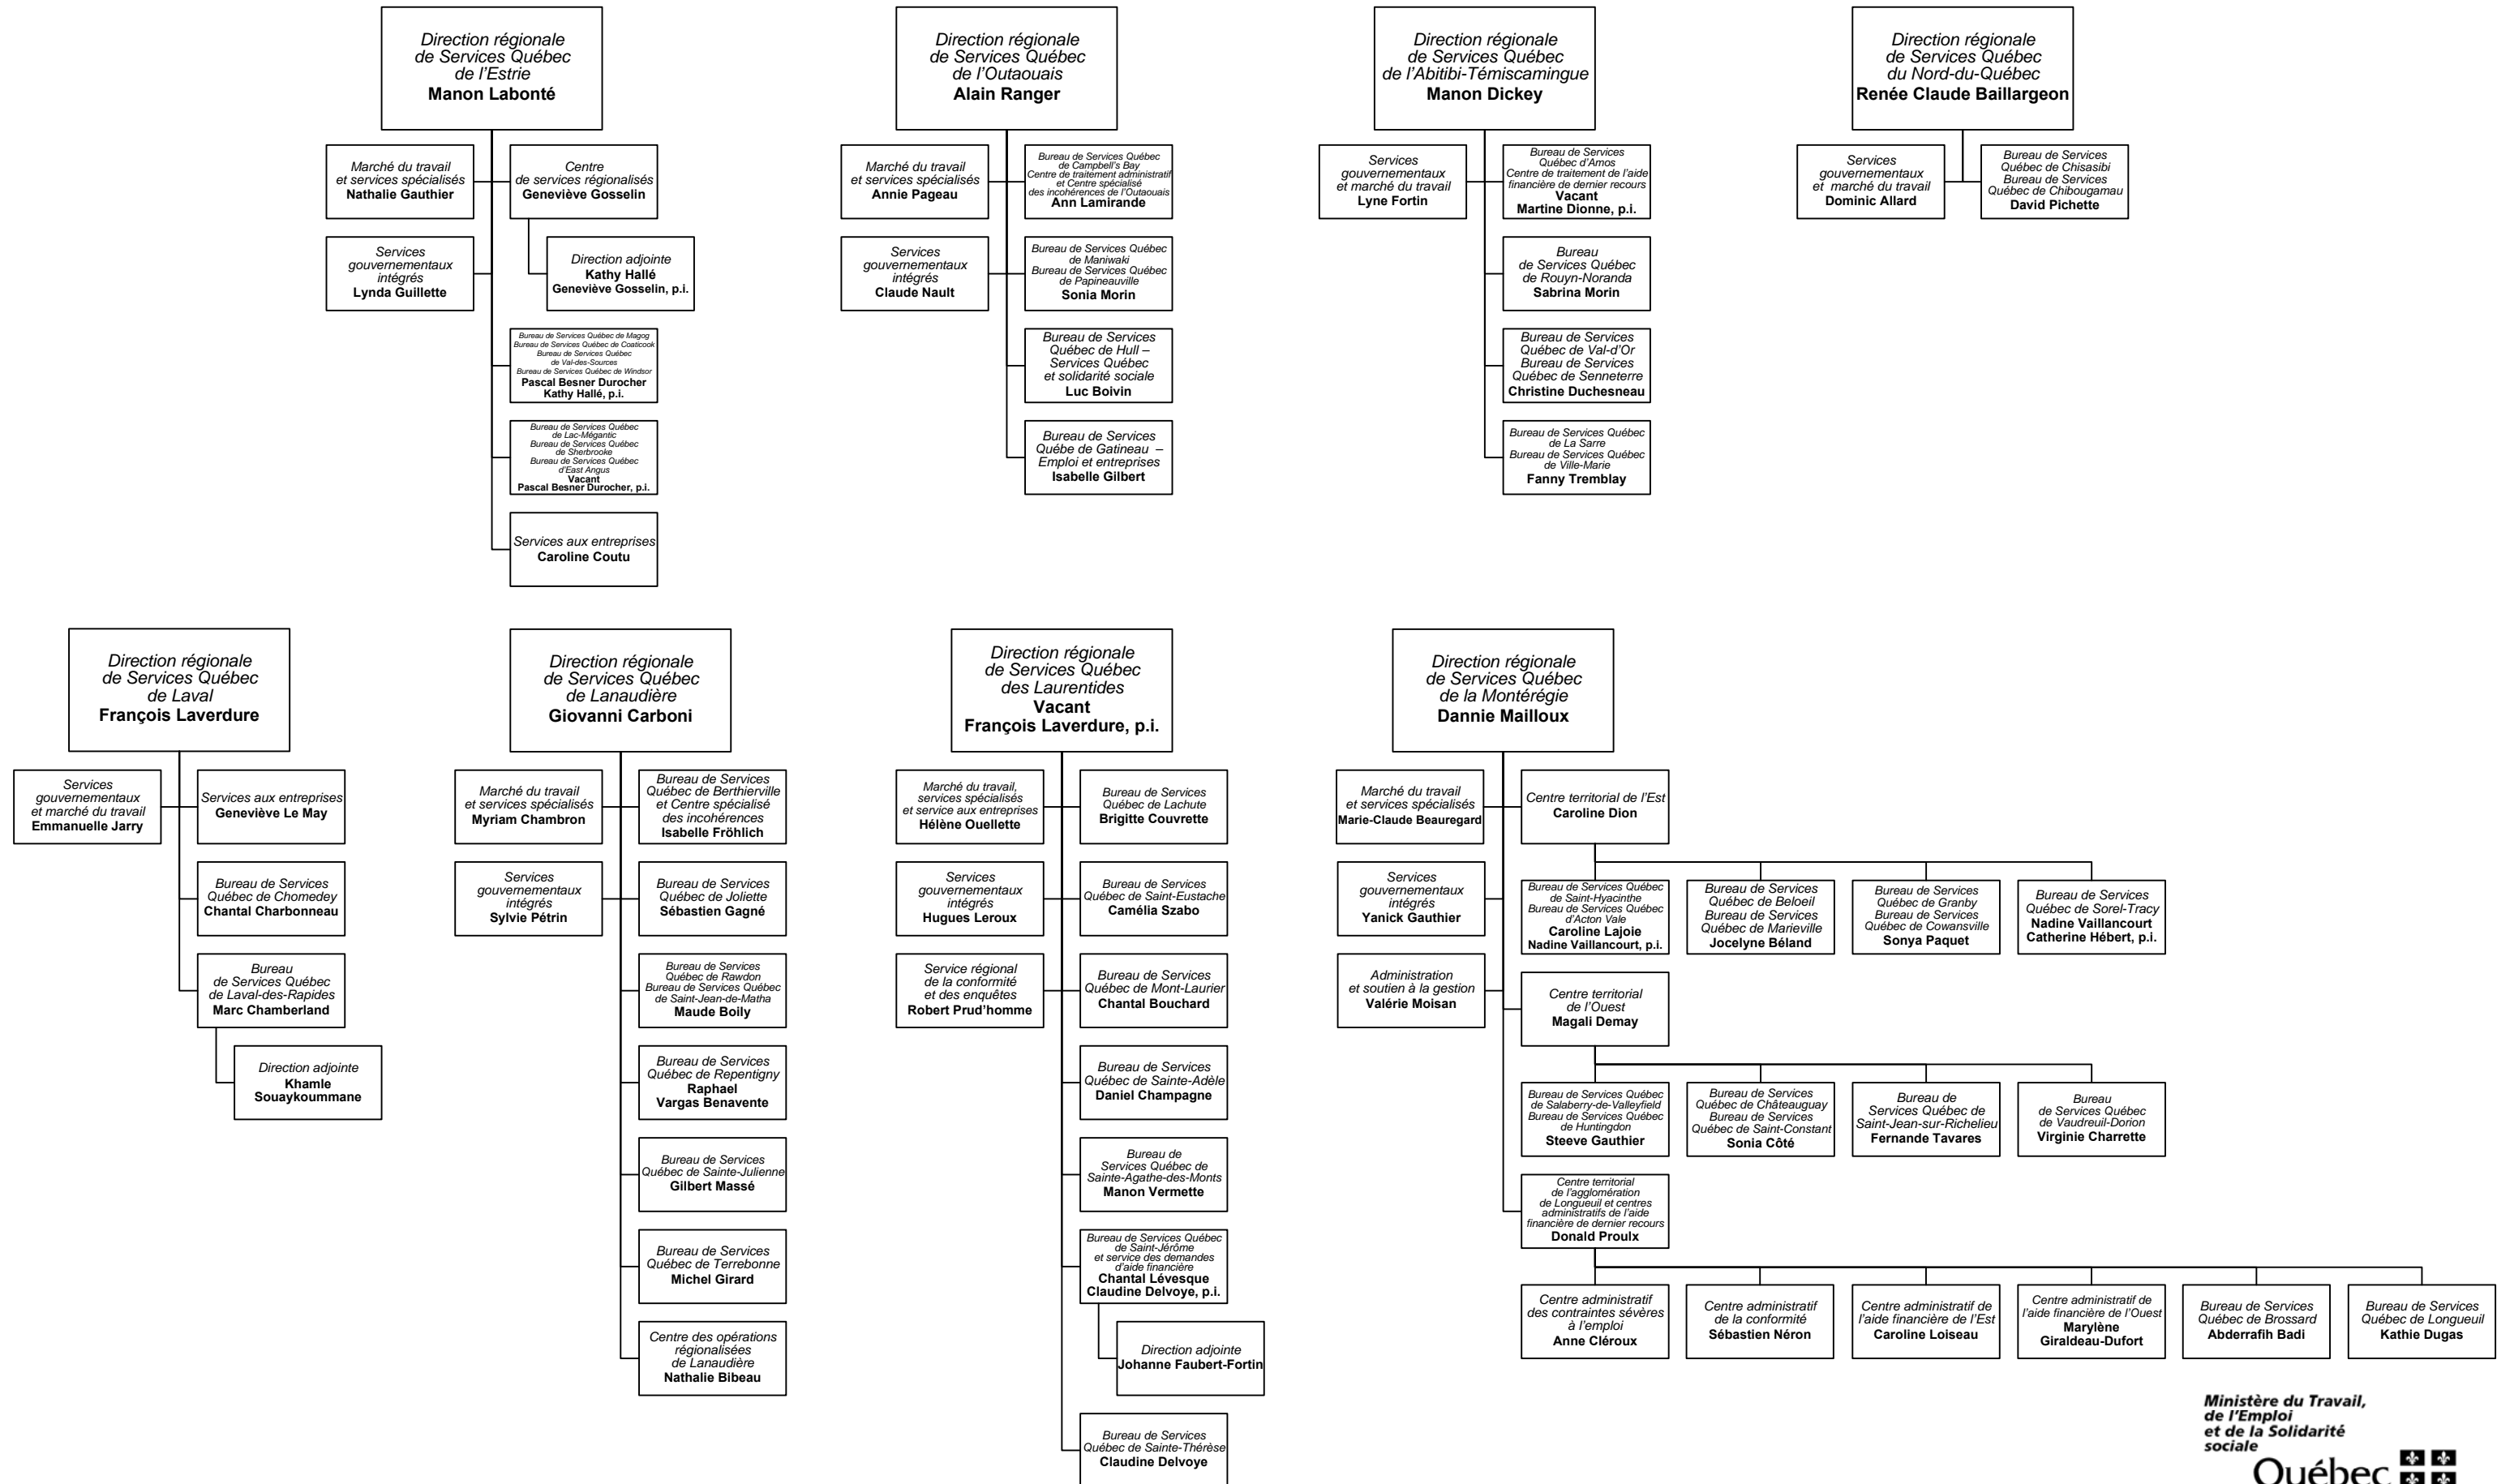 Direction régionale
de Services Québec
de l'Estrie
Manon Labonté
Marché du travail
et services spécialisés
Nathalie Gauthier
Centre
de services régionalisés
Geneviève Gosselin
Services
gouvernementaux
intégrés
Lynda Guillette
Direction adjointe
Kathy Hallé
Geneviève Gosselin, p.i.
Bureau de Services Québec de Magog
Bureau de Services Québec de Coaticook
Bureau de Services Québec
de Val-des-Sources
Bureau de Services Québec de Windsor
Pascal Besner Durocher
Kathy Hallé, p.i.
Bureau de Services Québec
de Lac-Mégantic
Bureau de Services Québec
de Sherbrooke
Bureau de Services Québec
d'East Angus
Vacant
Pascal Besner Durocher, p.i.
Services aux entreprises
Caroline Coutu
Direction régionale
de Services Québec
de l'Outaouais
Alain Ranger
Marché du travail
et services spécialisés
Annie Pageau
Bureau de Services Québec
de Campbell's Bay
Centre de traitement administratif
et Centre spécialisé
des incohérences de l'Outaouais
Ann Lamirande
Services
gouvernementaux
intégrés
Claude Nault
Bureau de Services Québec
de Maniwaki
Bureau de Services Québec
de Papineauville
Sonia Morin
Bureau de Services
Québec de Hull –
Services Québec
et solidarité sociale
Luc Boivin
Bureau de Services
Québe de Gatineau –
Emploi et entreprises
Isabelle Gilbert
Direction régionale
de Services Québec
de l'Abitibi-Témiscamingue
Manon Dickey
Services
gouvernementaux
et marché du travail
Lyne Fortin
Bureau de Services
Québec d'Amos
Centre de traitement de l'aide
financière de dernier recours
Vacant
Martine Dionne, p.i.
Bureau
de Services Québec
de Rouyn-Noranda
Sabrina Morin
Bureau de Services
Québec de Val-d'Or
Bureau de Services
Québec de Senneterre
Christine Duchesneau
Bureau de Services Québec
de La Sarre
Bureau de Services Québec
de Ville-Marie
Fanny Tremblay
Direction régionale
de Services Québec
du Nord-du-Québec
Renée Claude Baillargeon
Services
gouvernementaux
et marché du travail
Dominic Allard
Bureau de Services
Québec de Chisasibi
Bureau de Services
Québec de Chibougamau
David Pichette
Direction régionale
de Services Québec
de Laval
François Laverdure
Services
gouvernementaux
et marché du travail
Emmanuelle Jarry
Services aux entreprises
Geneviève Le May
Bureau de Services
Québec de Chomedey
Chantal Charbonneau
Bureau
de Services Québec
de Laval-des-Rapides
Marc Chamberland
Direction adjointe
Khamle
Souaykoummane
Direction régionale
de Services Québec
de Lanaudière
Giovanni Carboni
Marché du travail
et services spécialisés
Myriam Chambron
Bureau de Services
Québec de Berthierville
et Centre spécialisé
des incohérences
Isabelle Fröhlich
Services
gouvernementaux
intégrés
Sylvie Pétrin
Bureau de Services
Québec de Joliette
Sébastien Gagné
Bureau de Services
Québec de Rawdon
Bureau de Services Québec
de Saint-Jean-de-Matha
Maude Boily
Bureau de Services
Québec de Repentigny
Raphael
Vargas Benavente
Bureau de Services
Québec de Sainte-Julienne
Gilbert Massé
Bureau de Services
Québec de Terrebonne
Michel Girard
Centre des opérations
régionalisées
de Lanaudière
Nathalie Bibeau
Direction régionale
de Services Québec
des Laurentides
Vacant
François Laverdure, p.i.
Marché du travail,
services spécialisés
et service aux entreprises
Hélène Ouellette
Bureau de Services
Québec de Lachute
Brigitte Couvrette
Services
gouvernementaux
intégrés
Hugues Leroux
Bureau de Services
Québec de Saint-Eustache
Camélia Szabo
Service régional
de la conformité
et des enquêtes
Robert Prud'homme
Bureau de Services
Québec de Mont-Laurier
Chantal Bouchard
Bureau de Services
Québec de Sainte-Adèle
Daniel Champagne
Bureau de
Services Québec de
Sainte-Agathe-des-Monts
Manon Vermette
Bureau de Services Québec
de Saint-Jérôme
et service des demandes
d'aide financière
Chantal Lévesque
Claudine Delvoye, p.i.
Direction adjointe
Johanne Faubert-Fortin
Bureau de Services
Québec de Sainte-Thérèse
Claudine Delvoye
Direction régionale
de Services Québec
de la Montérégie
Dannie Mailloux
Marché du travail
et services spécialisés
Marie-Claude Beauregard
Centre territorial de l'Est
Caroline Dion
Services
gouvernementaux
intégrés
Yanick Gauthier
Bureau de Services Québec
de Saint-Hyacinthe
Bureau de Services Québec
d'Acton Vale
Caroline Lajoie
Nadine Vaillancourt, p.i.
Bureau de Services
Québec de Beloeil
Bureau de Services
Québec de Marieville
Jocelyne Béland
Bureau de Services
Québec de Granby
Bureau de Services
Québec de Cowansville
Sonya Paquet
Bureau de Services
Québec de Sorel-Tracy
Nadine Vaillancourt
Catherine Hébert, p.i.
Administration
et soutien à la gestion
Valérie Moisan
Centre territorial
de l'Ouest
Magali Demay
Bureau de Services Québec
de Salaberry-de-Valleyfield
Bureau de Services Québec
de Huntingdon
Steeve Gauthier
Bureau de Services
Québec de Châteauguay
Bureau de Services
Québec de Saint-Constant
Sonia Côté
Bureau de
Services Québec de
Saint-Jean-sur-Richelieu
Fernande Tavares
Bureau
de Services Québec
de Vaudreuil-Dorion
Virginie Charrette
Centre territorial
de l'agglomération
de Longueuil et centres
administratifs de l'aide
financière de dernier recours
Donald Proulx
Centre administratif
des contraintes sévères
à l'emploi
Anne Cléroux
Centre administratif
de la conformité
Sébastien Néron
Centre administratif de
l'aide financière de l'Est
Caroline Loiseau
Centre administratif de
l'aide financière de l'Ouest
Marylène
Giraldeau-Dufort
Bureau de Services
Québec de Brossard
Abderrafih Badi
Bureau de Services
Québec de Longueuil
Kathie Dugas
Ministère du Travail,
de l'Emploi
et de la Solidarité
sociale
Québec